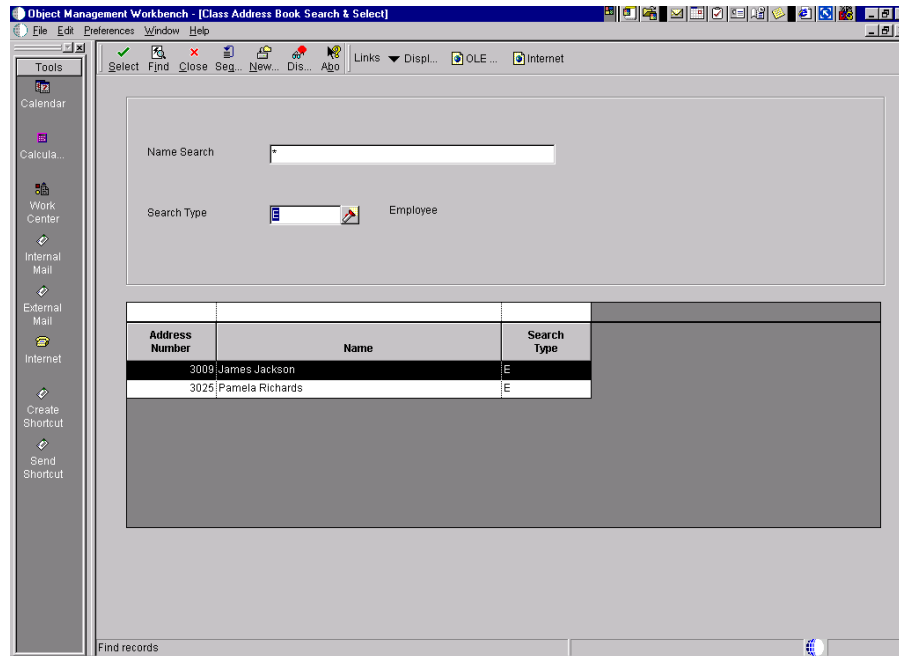 Object Management Workbench - [Class Address Book Search & Select]
File Edit Preferences Window Help
Select Find Close Seq... New... Dis... Abo Links Displ... OLE ... Internet
Tools
Calendar
Calcula...
Work
Center
Internal
Mail
External
Mail
Internet
Create
Shortcut
Send
Shortcut
Name Search *
Search Type E Employee
Address
Number Name Search
Type
3009 James Jackson E
3025 Pamela Richards E
Find records